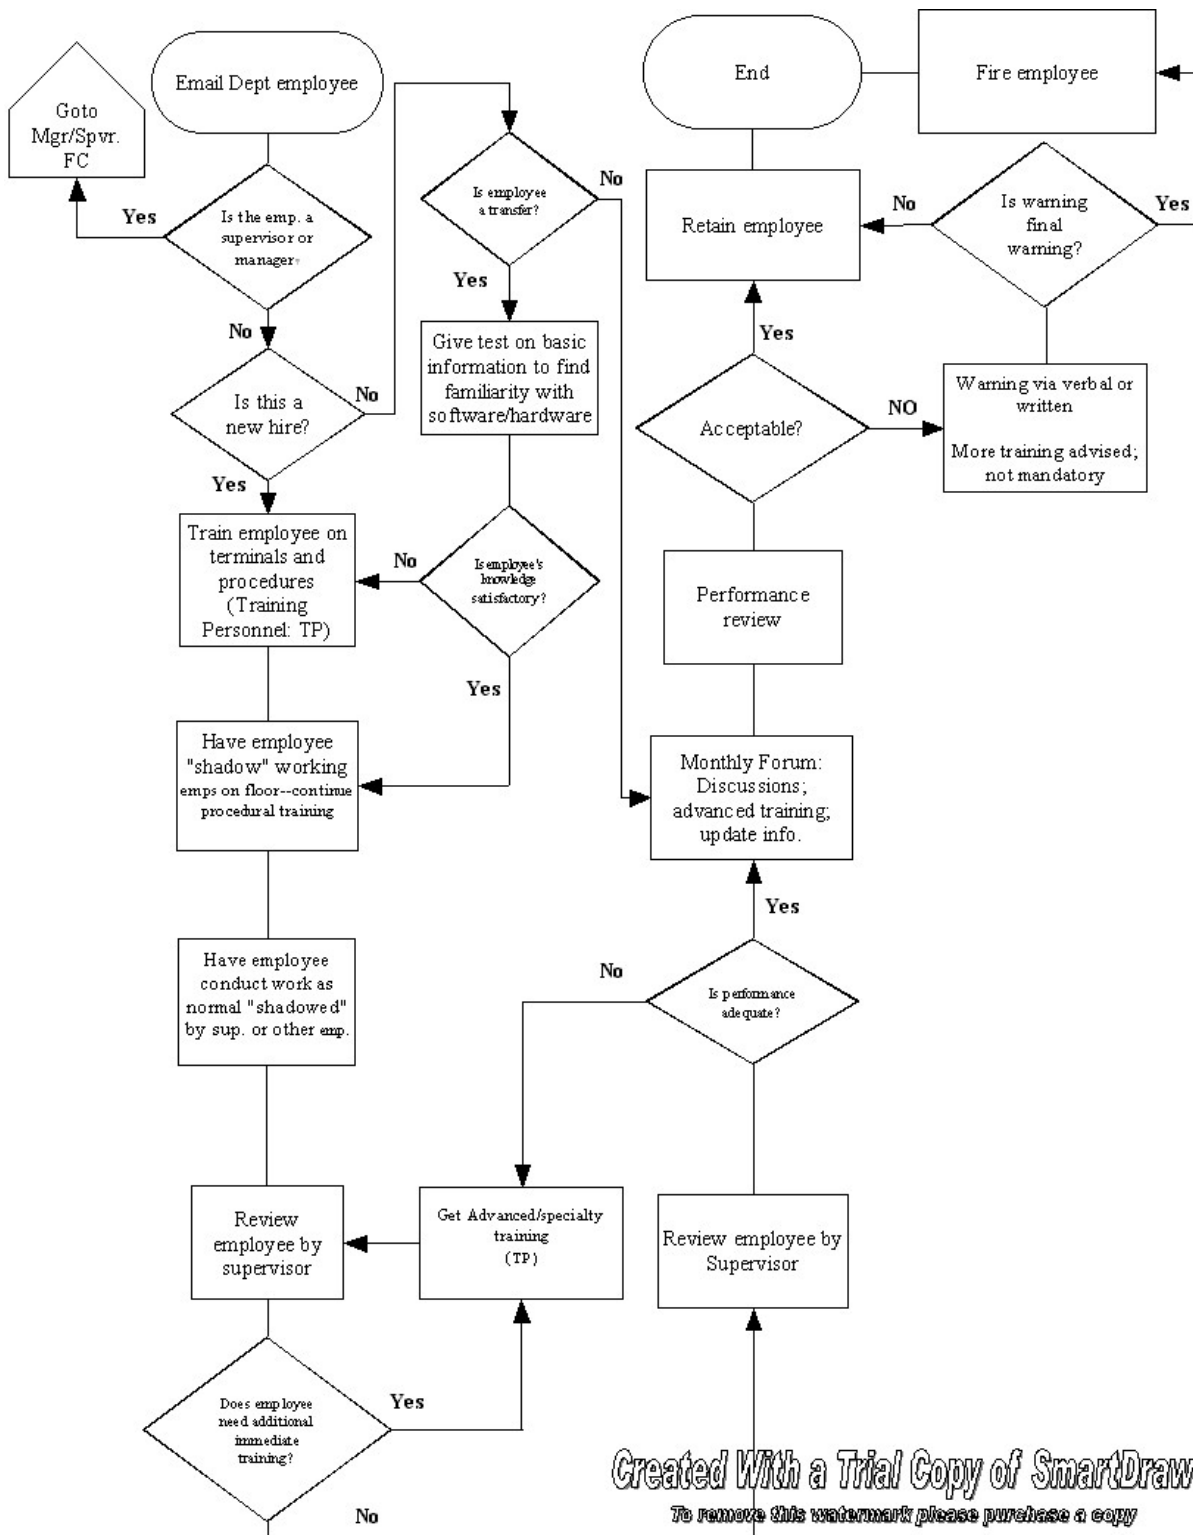 Email Dept employee
Goto
Mgr/Spvr.
FC
Yes
Is the emp. a
supervisor or
manager?
No
Is this a
new hire?
No
Yes
Train employee on
terminals and
procedures
(Training
Personnel: TP)
Have employee
"shadow" working
emps on floor--continue
procedural training
Have employee
conduct work as
normal "shadowed"
by sup. or other emp.
Review
employee by
supervisor
Does employee
need additional
immediate
training?
Yes
No
Is employee
a transfer?
No
Yes
Give test on basic
information to find
familiarity with
software/hardware
Is employee's
knowledge
satisfactory?
No
Yes
Get Advanced/specialty
training
(TP)
End
Fire employee
Retain employee
No
Is warning
final
warning?
Yes
Yes
Acceptable?
NO
Warning via verbal or
written
More training advised;
not mandatory
Performance
review
Monthly Forum:
Discussions;
advanced training;
update info.
Yes
No
Is performance
adequate?
Review employee by
Supervisor
Created With a Trial Copy of SmartDraw
To remove this watermark please purchase a copy